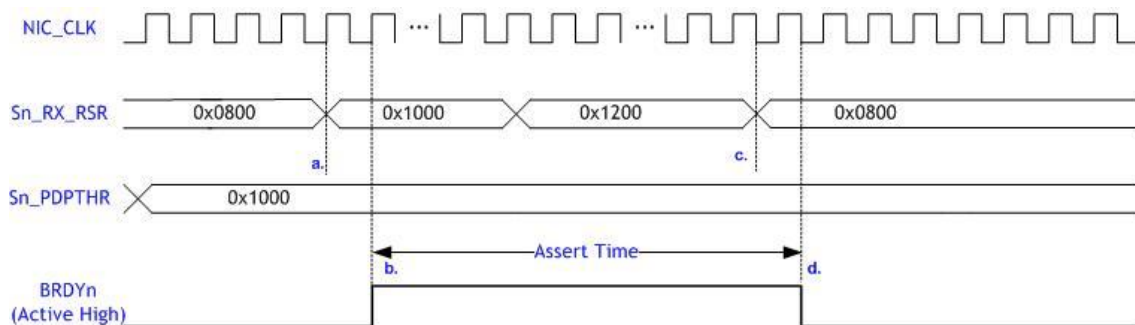 NIC_CLK
... ...
Sn_RX_RSR 0x0800 0x1000 0x1200 0x0800
a. c.
Sn_PDPTHR 0x1000
Assert Time
b. d.
BRDYn
(Active High)